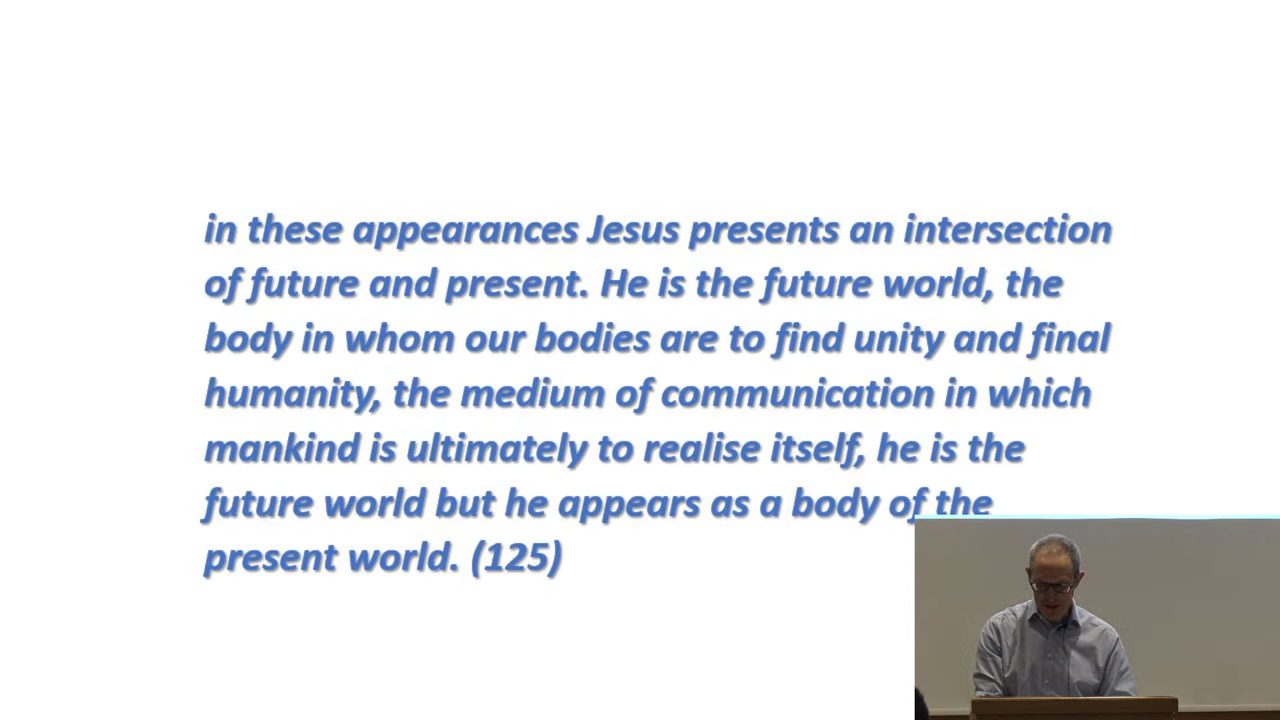 in these appearances Jesus presents an intersection
of future and present. He is the future world, the
body in whom our bodies are to find unity and final
humanity, the medium of communication in which
mankind is ultimately to realise itself, he is the
future world but he appears as a body of the
present world. (125)